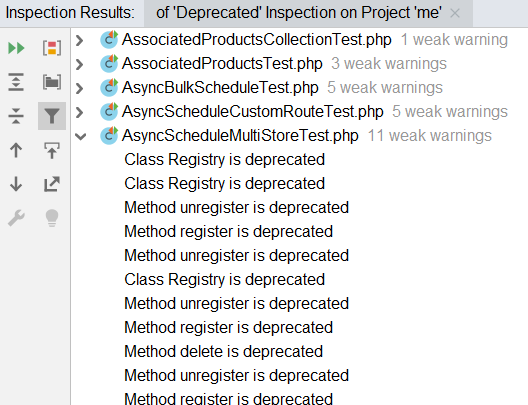 Inspection Results: of 'Deprecated' Inspection on Project 'me' ×
AssociatedProductsCollectionTest.php 1 weak warning
AssociatedProductsTest.php 3 weak warnings
AsyncBulkScheduleTest.php 5 weak warnings
AsyncScheduleCustomRouteTest.php 5 weak warnings
AsyncScheduleMultiStoreTest.php 11 weak warnings
Class Registry is deprecated
Class Registry is deprecated
Method unregister is deprecated
Method register is deprecated
Method unregister is deprecated
Class Registry is deprecated
Method unregister is deprecated
Method register is deprecated
Method delete is deprecated
Method unregister is deprecated
Method register is deprecated